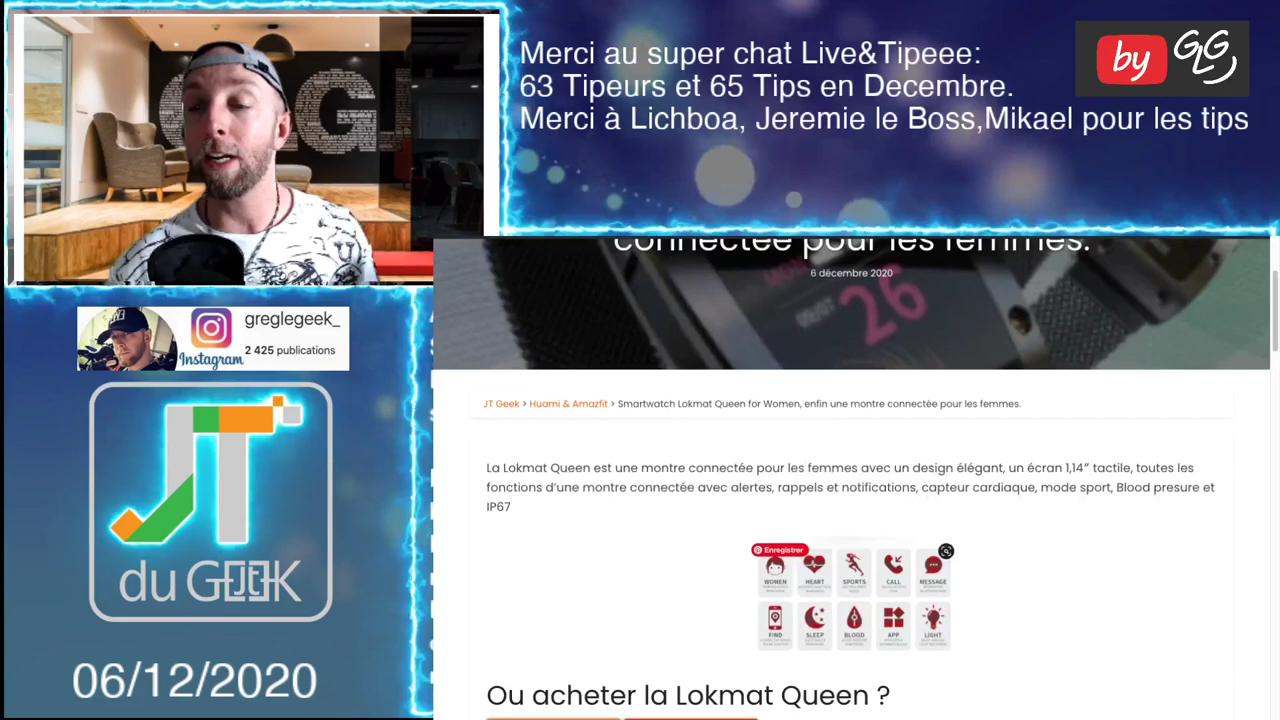 Merci au super chat Live&Tipeee:
63 Tipeurs et 65 Tips en Decembre.
Merci à Lichboa, Jeremie le Boss,Mikael pour les tips
by GLG
connectée pour les femmes.
6 décembre 2020
26
greglegeek_
Instagram
2 425 publications
JT
du GEEK
06/12/2020
JT Geek > Huami & Amazfit > Smartwatch Lokmat Queen for Women, enfin une montre connectée pour les femmes.
La Lokmat Queen est une montre connectée pour les femmes avec un design élégant, un écran 1,14″ tactile, toutes les
fonctions d'une montre connectée avec alertes, rappels et notifications, capteur cardiaque, mode sport, Blood presure et
IP67
Enregistrer
WOMEN HEART SPORTS CALL MESSAGE
FIND SLEEP BLOOD APP LIGHT
Ou acheter la Lokmat Queen ?